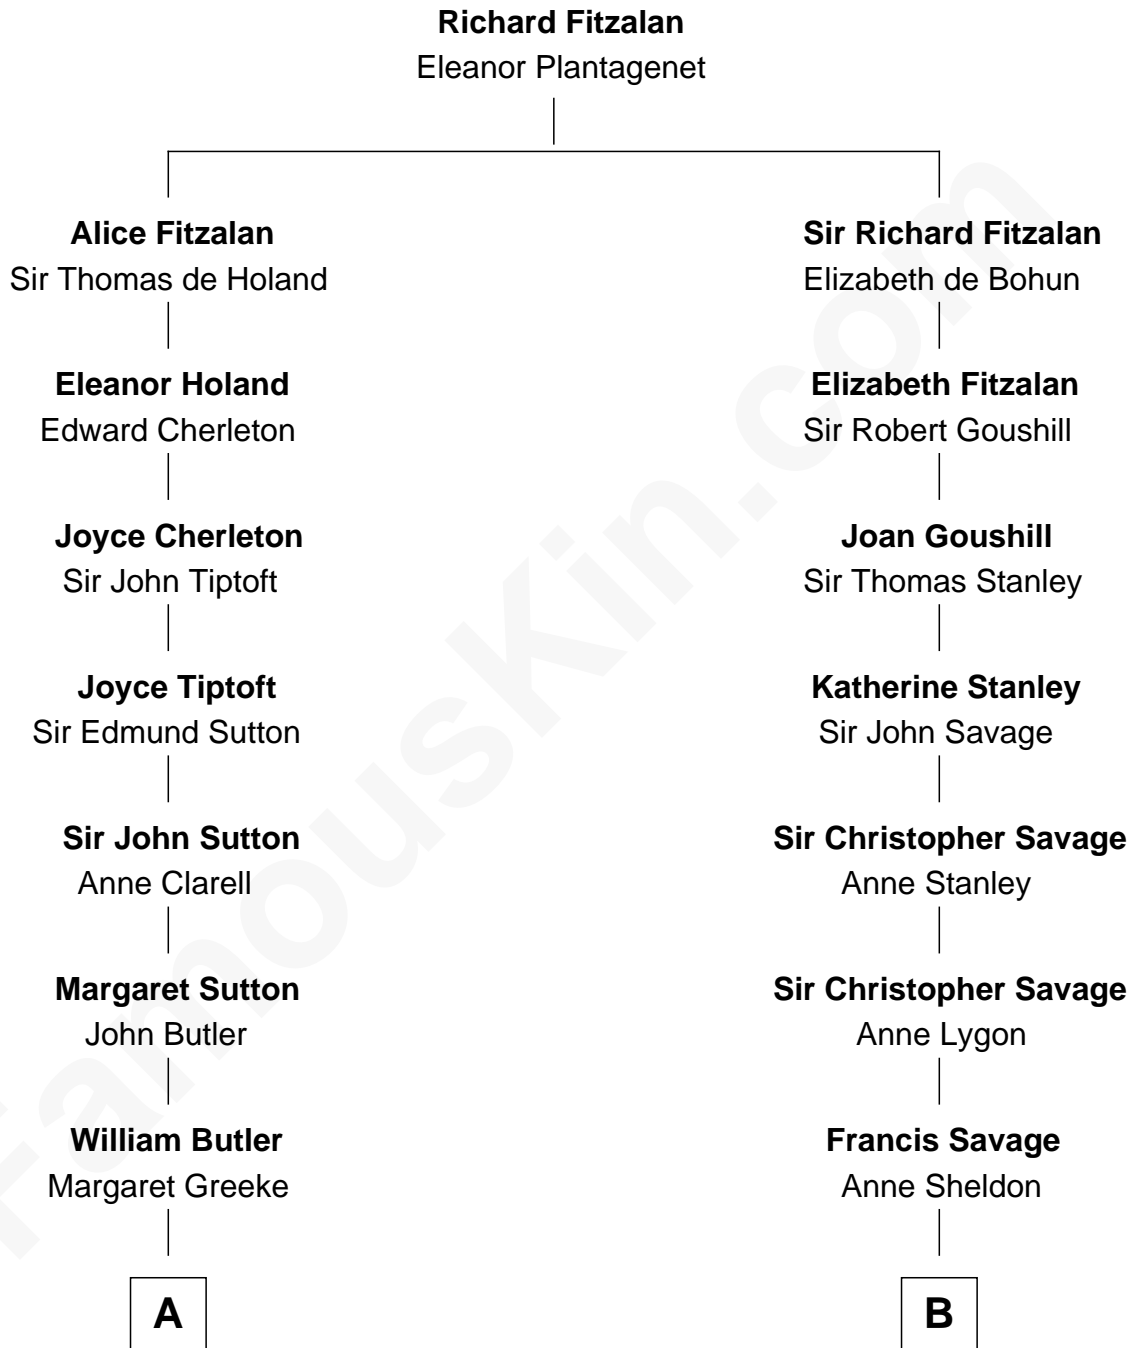 Richard Fitzalan
Eleanor Plantagenet
Alice Fitzalan
Sir Thomas de Holand
Eleanor Holand
Edward Cherleton
Joyce Cherleton
Sir John Tiptoft
Joyce Tiptoft
Sir Edmund Sutton
Sir John Sutton
Anne Clarell
Margaret Sutton
John Butler
William Butler
Margaret Greeke
A
Sir Richard Fitzalan
Elizabeth de Bohun
Elizabeth Fitzalan
Sir Robert Goushill
Joan Goushill
Sir Thomas Stanley
Katherine Stanley
Sir John Savage
Sir Christopher Savage
Anne Stanley
Sir Christopher Savage
Anne Lygon
Francis Savage
Anne Sheldon
B
FamousKin.com